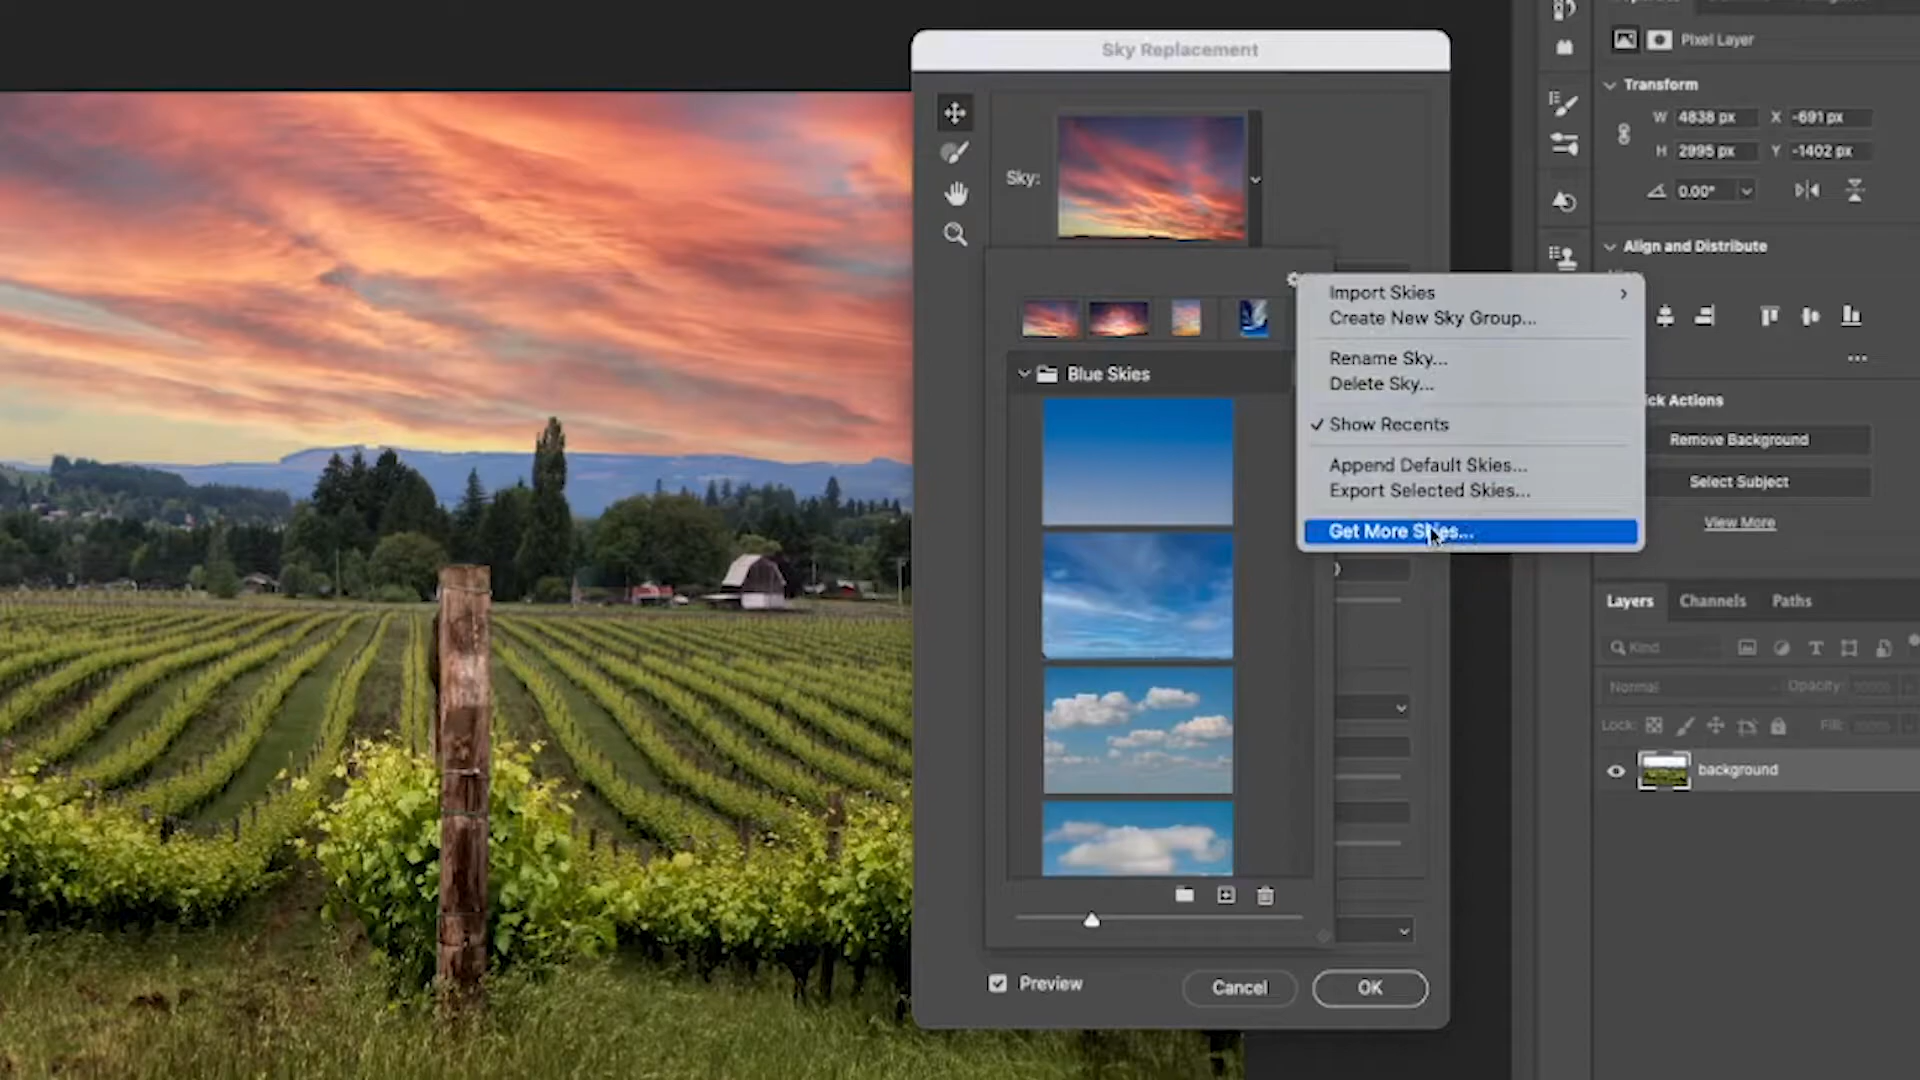 Sky Replacement
Sky:
Blue Skies
Preview
Cancel
OK
Import Skies
Create New Sky Group...
Rename Sky...
Delete Sky...
Show Recents
Append Default Skies...
Export Selected Skies...
Get More Skies...
Pixel Layer
Transform
W 4838 px X -691 px
H 2995 px Y -1402 px
0.00°
Align and Distribute
Actions
Remove Background
Select Subject
View More
Layers Channels Paths
Kind
Normal Opacity:
Lock: Fill:
background